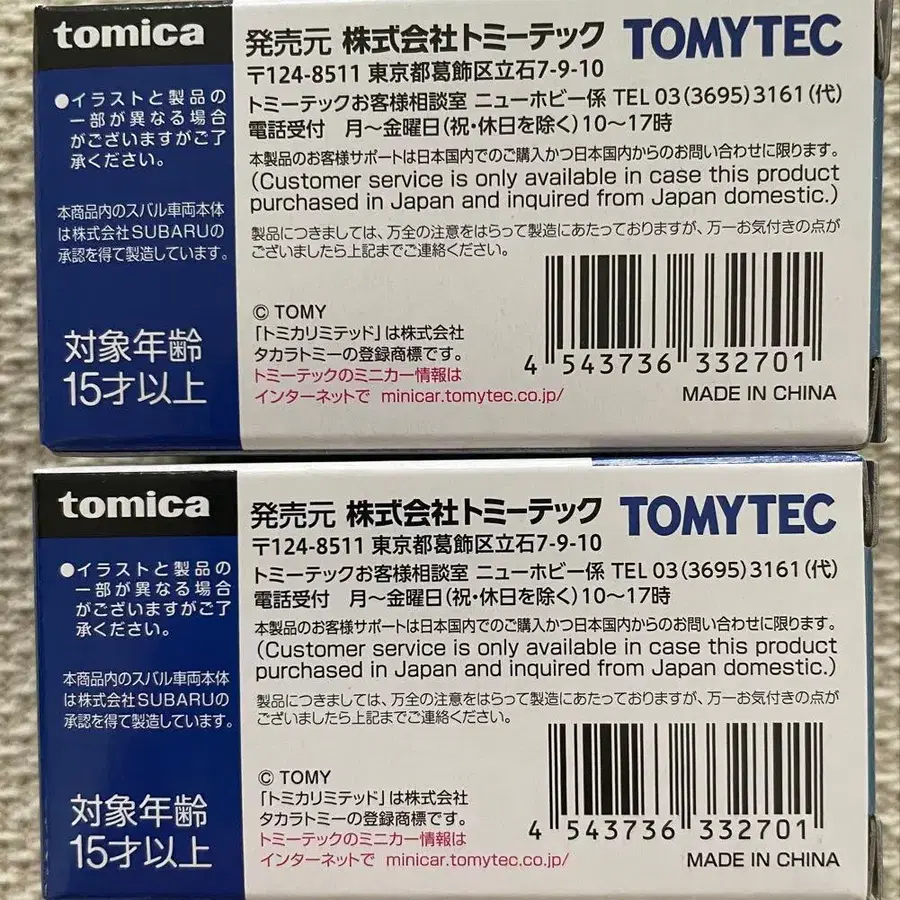 tomica
●イラストと製品の
一部が異なる場合
がございますがご了
承ください。
本商品内のスバル車両本体
は株式会社SUBARUの
承認を得て製造しています。
対象年齢
15才以上
発売元 株式会社トミーテック TOMYTEC
〒124-8511 東京都葛飾区立石7-9-10
トミーテックお客様相談室 ニューホビー係 TEL 03(3695)3161(代)
電話受付 月〜金曜日(祝・休日を除く)10〜17時
本製品のお客様サポートは日本国内でのご購入かつ日本国内からのお問い合わせに限ります。
(Customer service is only available in case this product
purchased in Japan and inquired from Japan domestic.)
製品につきましては、万全の注意をはらって製造にあたっておりますが、万一お気付きの点が
ございましたら上記までご連絡ください。
© TOMY
「トミカリミテッド」は株式会社
タカラトミーの登録商標です。
トミーテックのミニカー情報は
インターネットで minicar.tomytec.co.jp/
4 543736 332701
MADE IN CHINA
tomica
●イラストと製品の
一部が異なる場合
がございますがご了
承ください。
本商品内のスバル車両本体
は株式会社SUBARUの
承認を得て製造しています。
対象年齢
15才以上
発売元 株式会社トミーテック TOMYTEC
〒124-8511 東京都葛飾区立石7-9-10
トミーテックお客様相談室 ニューホビー係 TEL 03(3695)3161(代)
電話受付 月〜金曜日(祝・休日を除く)10〜17時
本製品のお客様サポートは日本国内でのご購入かつ日本国内からのお問い合わせに限ります。
(Customer service is only available in case this product
purchased in Japan and inquired from Japan domestic.)
製品につきましては、万全の注意をはらって製造にあたっておりますが、万一お気付きの点が
ございましたら上記までご連絡ください。
© TOMY
「トミカリミテッド」は株式会社
タカラトミーの登録商標です。
トミーテックのミニカー情報は
インターネットで minicar.tomytec.co.jp/
4 543736 332701
MADE IN CHINA